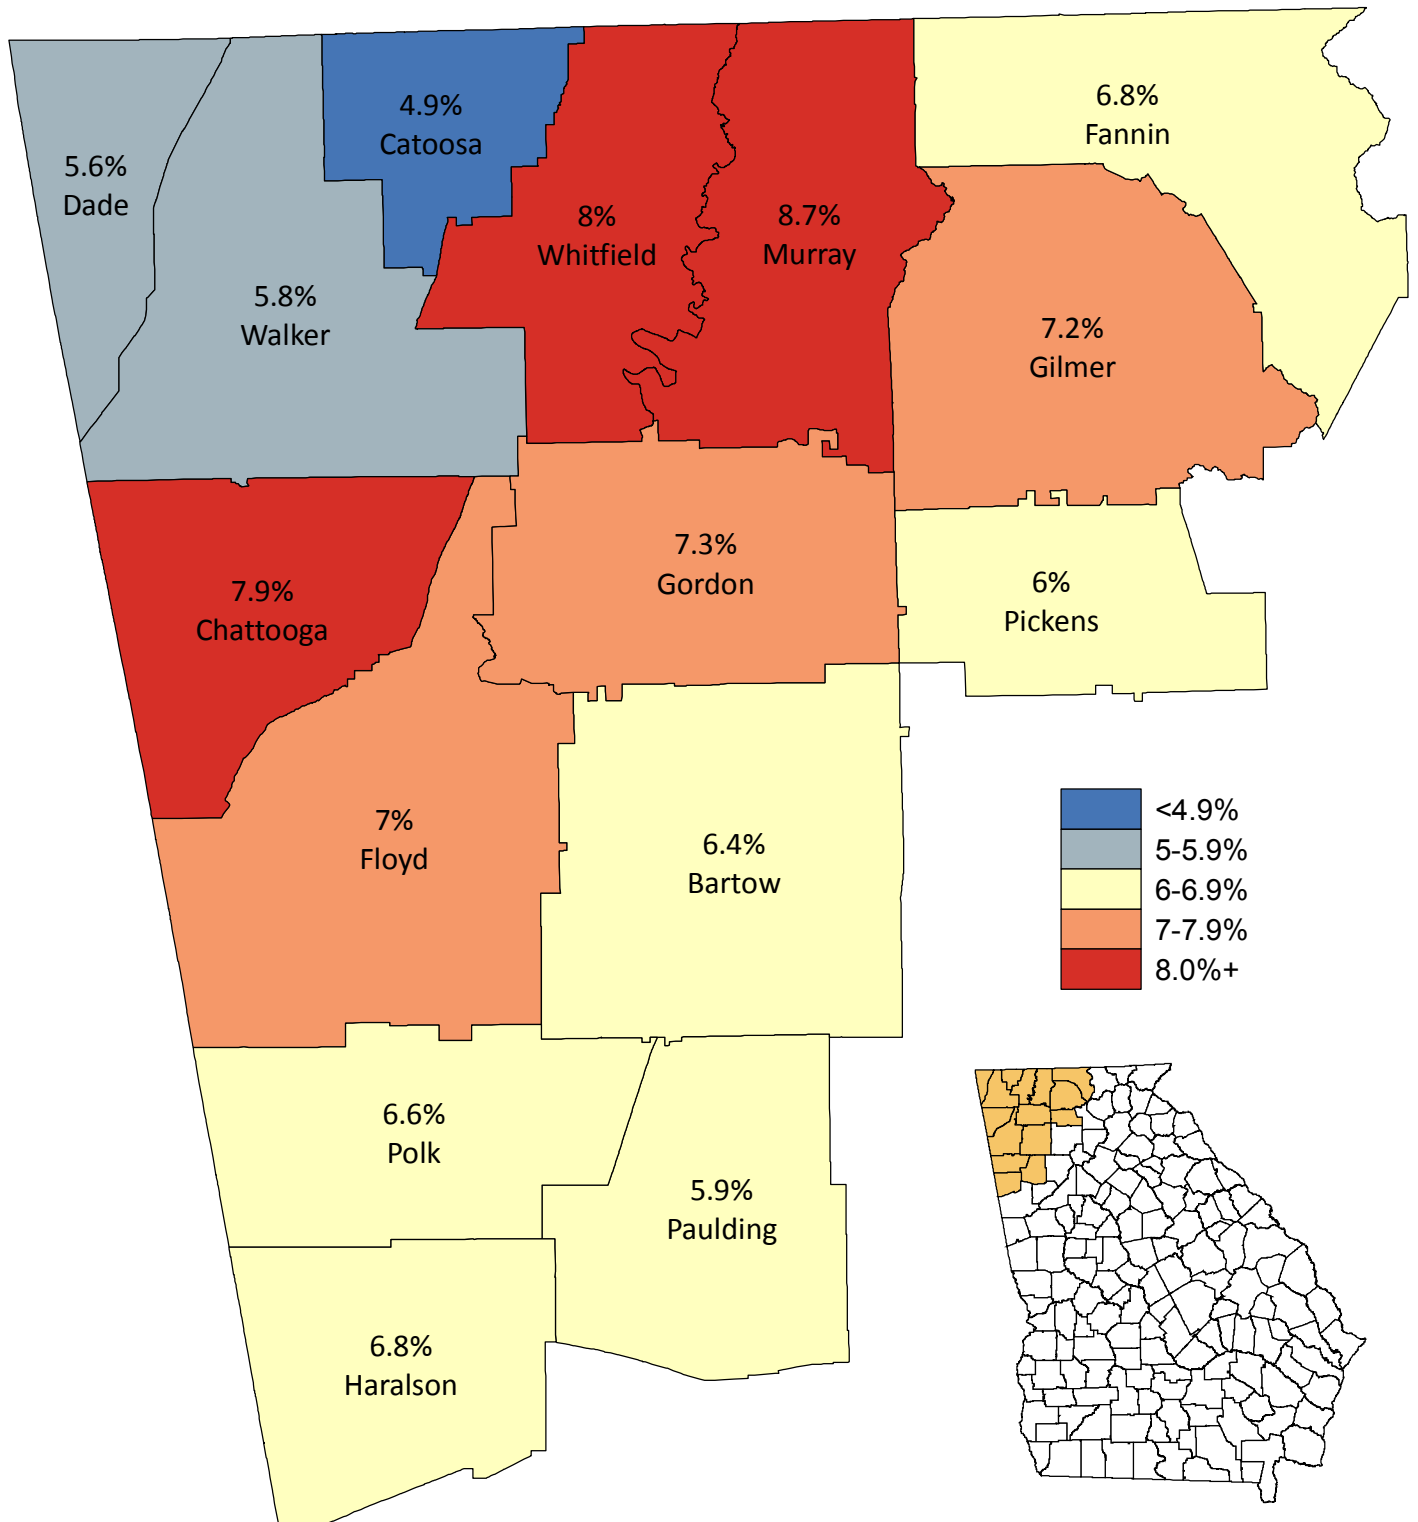 6.8%
Fannin
4.9%
Catoosa
5.6%
Dade
8%
Whitfield
8.7%
Murray
5.8%
Walker
7.2%
Gilmer
7.3%
Gordon
7.9%
Chattooga
6%
Pickens
7%
Floyd
6.4%
Bartow
<4.9%
5-5.9%
6-6.9%
7-7.9%
8.0%+
6.6%
Polk
5.9%
Paulding
6.8%
Haralson